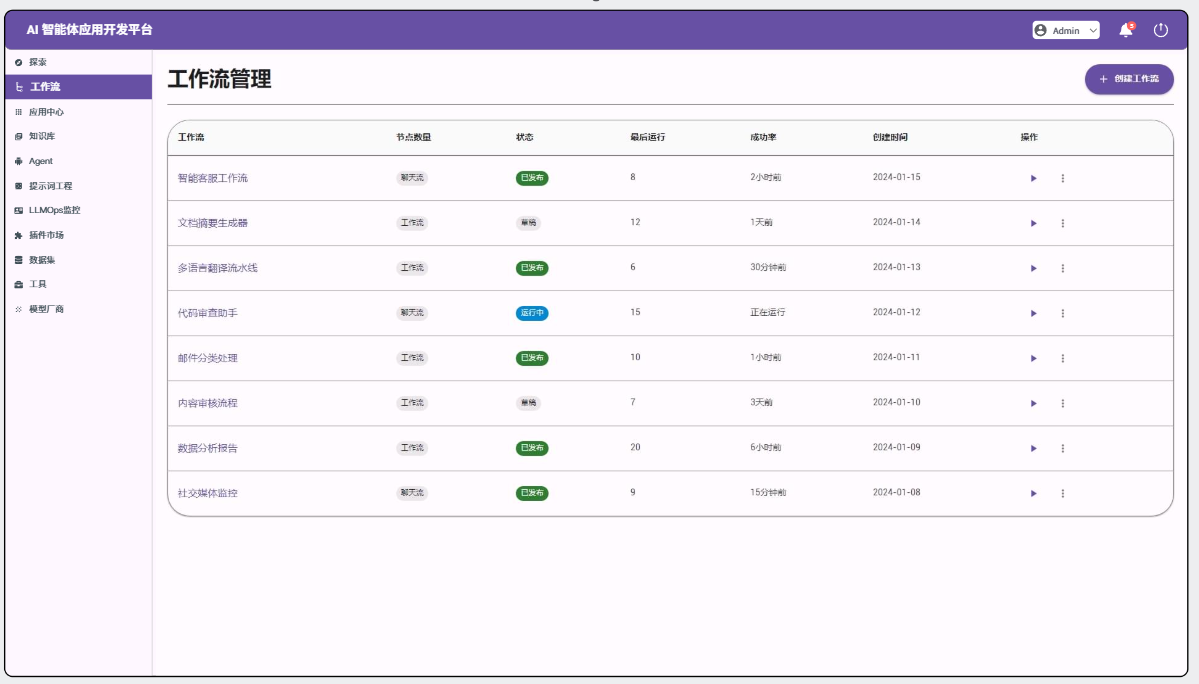 AI 智能体应用开发平台 Admin 5
探索
工作流
应用中心
知识库
Agent
提示词工程
LLMOps监控
插件市场
数据集
工具
模型厂商
工作流管理 + 创建工作流
工作流 节点数量 状态 最后运行 成功率 创建时间 操作
智能客服工作流 聊天流 已发布 8 2小时前 2024-01-15
文档摘要生成器 工作流 草稿 12 1天前 2024-01-14
多语言翻译流水线 工作流 已发布 6 30分钟前 2024-01-13
代码审查助手 聊天流 运行中 15 正在运行 2024-01-12
邮件分类处理 工作流 已发布 10 1小时前 2024-01-11
内容审核流程 工作流 草稿 7 3天前 2024-01-10
数据分析报告 工作流 已发布 20 6小时前 2024-01-09
社交媒体监控 聊天流 已发布 9 15分钟前 2024-01-08